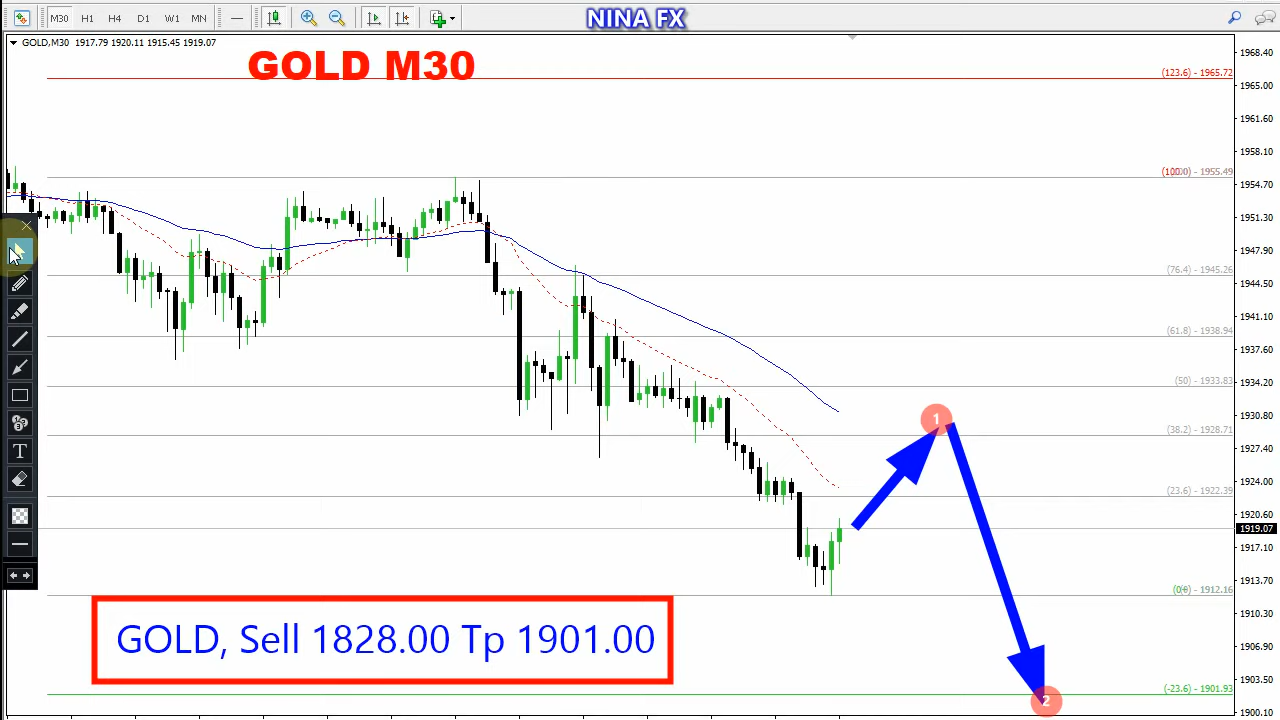 M30 H1 H4 D1 W1 MN
NINA FX
GOLD,M30 1917.79 1920.11 1915.45 1919.07
GOLD M30
1968.40
(123.6) - 1965.72
1965.00
1961.60
1958.10
- 1955.49
1954.70
1951.30
1947.90
(76.4) - 1945.26
1944.50
1941.10
(61.8) - 1938.94
1937.60
1934.20
(50) - 1933.83
1930.80
1
(38.2) - 1928.71
1927.40
1924.00
(23.6) - 1922.39
1920.60
1919.07
1917.10
1913.70
- 1912.16
1910.30
GOLD, Sell 1828.00 Tp 1901.00
1906.90
1903.50
(-23.6) - 1901.93
2
1900.10
T